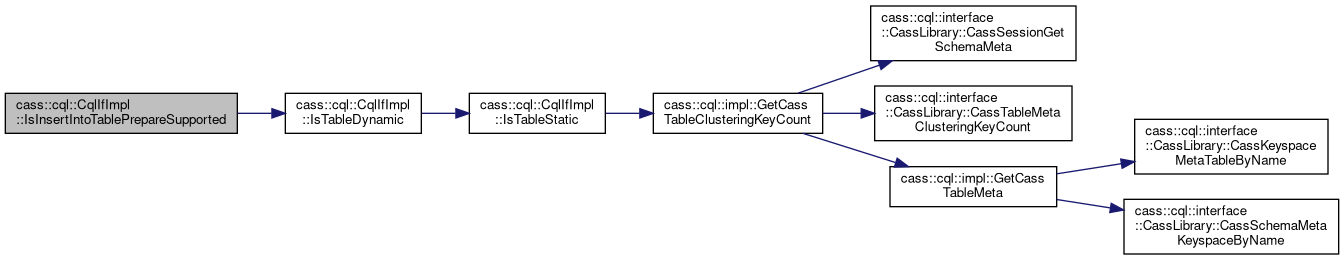 cass::cql::CqlIfImpl
::IsInsertIntoTablePrepareSupported
cass::cql::CqlIfImpl
::IsTableDynamic
cass::cql::CqlIfImpl
::IsTableStatic
cass::cql::impl::GetCass
TableClusteringKeyCount
cass::cql::interface
::CassLibrary::CassSessionGet
SchemaMeta
cass::cql::interface
::CassLibrary::CassTableMeta
ClusteringKeyCount
cass::cql::impl::GetCass
TableMeta
cass::cql::interface
::CassLibrary::CassKeyspace
MetaTableByName
cass::cql::interface
::CassLibrary::CassSchemaMeta
KeyspaceByName